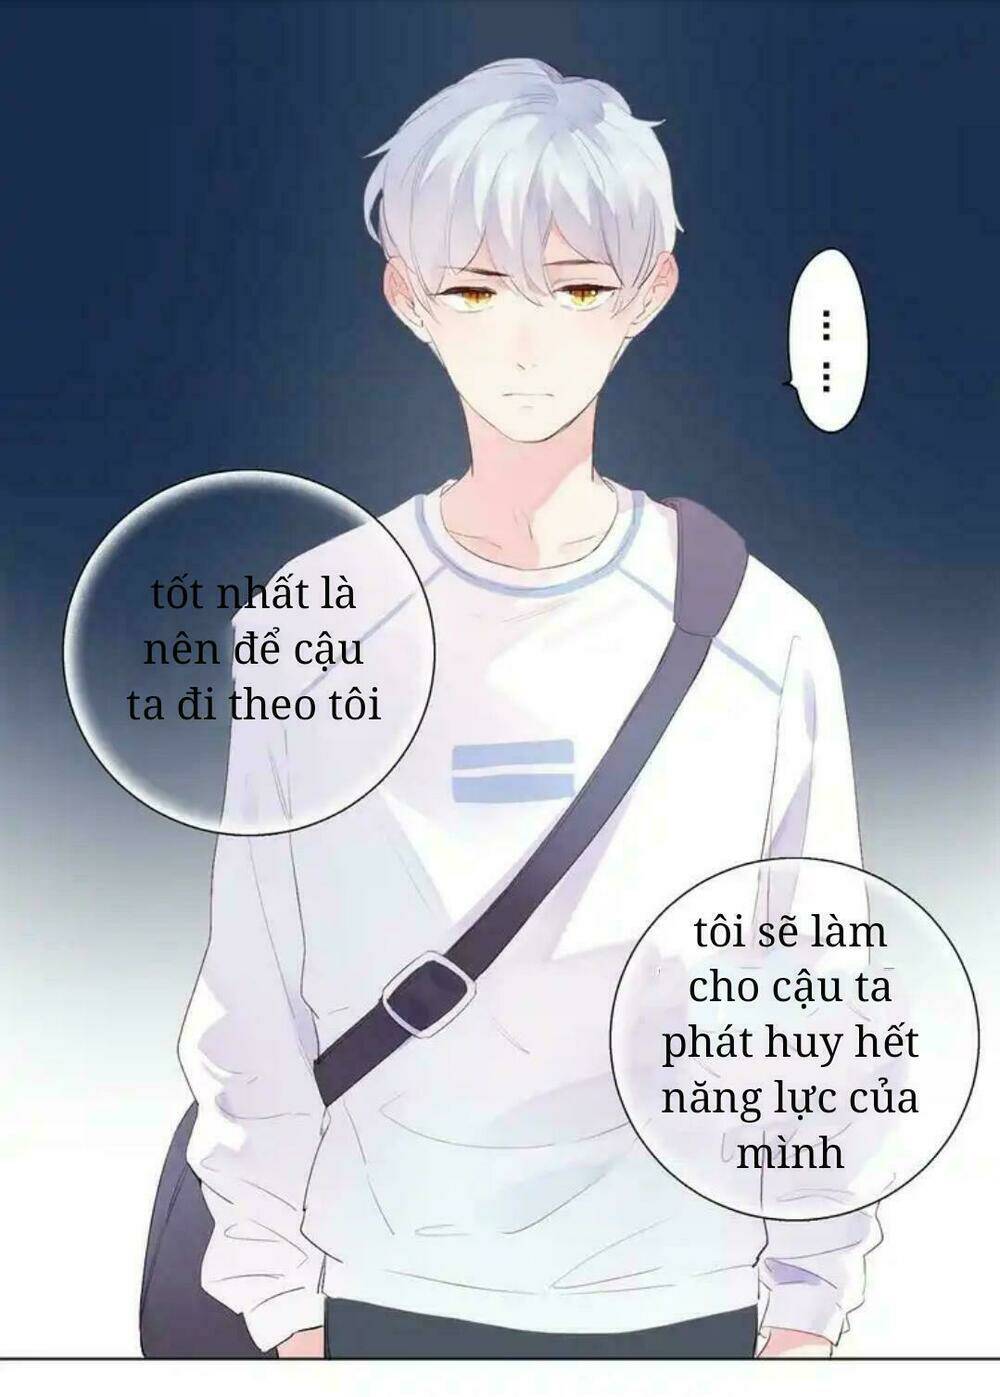 ……
tốt nhất là
nên để cậu
ta đi theo tôi
tôi sẽ làm
cho cậu ta
phát huy hết
năng lực của
mình